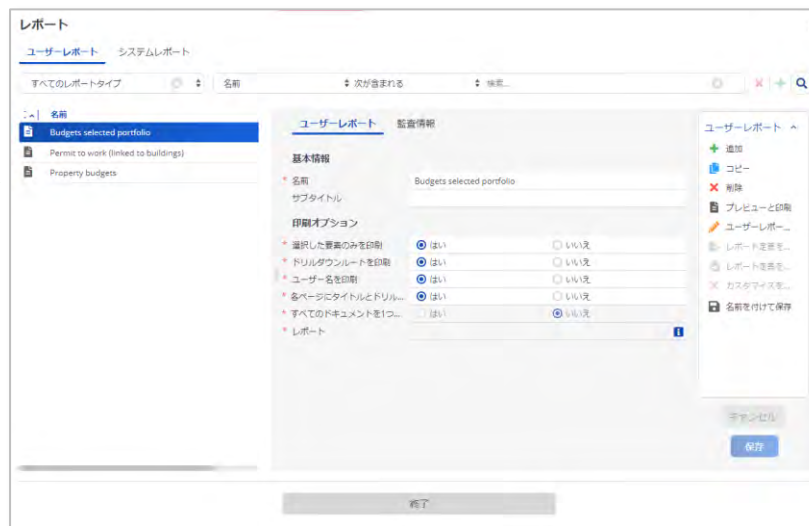 レポート
ユーザーレポート システムレポート
すべてのレポートタイプ 名前 次が含まれる 検索...
名前
Budgets selected portfolio
Permit to work (linked to buildings)
Property budgets
ユーザーレポート 監査情報
基本情報
* 名前 Budgets selected portfolio
サブタイトル
印刷オプション
* 選択した要素のみを印刷 はい いいえ
* ドリルダウンルートを印刷 はい いいえ
* ユーザー名を印刷 はい いいえ
* 各ページにタイトルとドリル... はい いいえ
* すべてのドキュメントを1つ... はい いいえ
* レポート
ユーザーレポート
追加
コピー
削除
プレビューと印刷
ユーザーレポー...
レポート定義を...
レポート定義を...
カスタマイズを...
名前を付けて保存
キャンセル
保存
終了